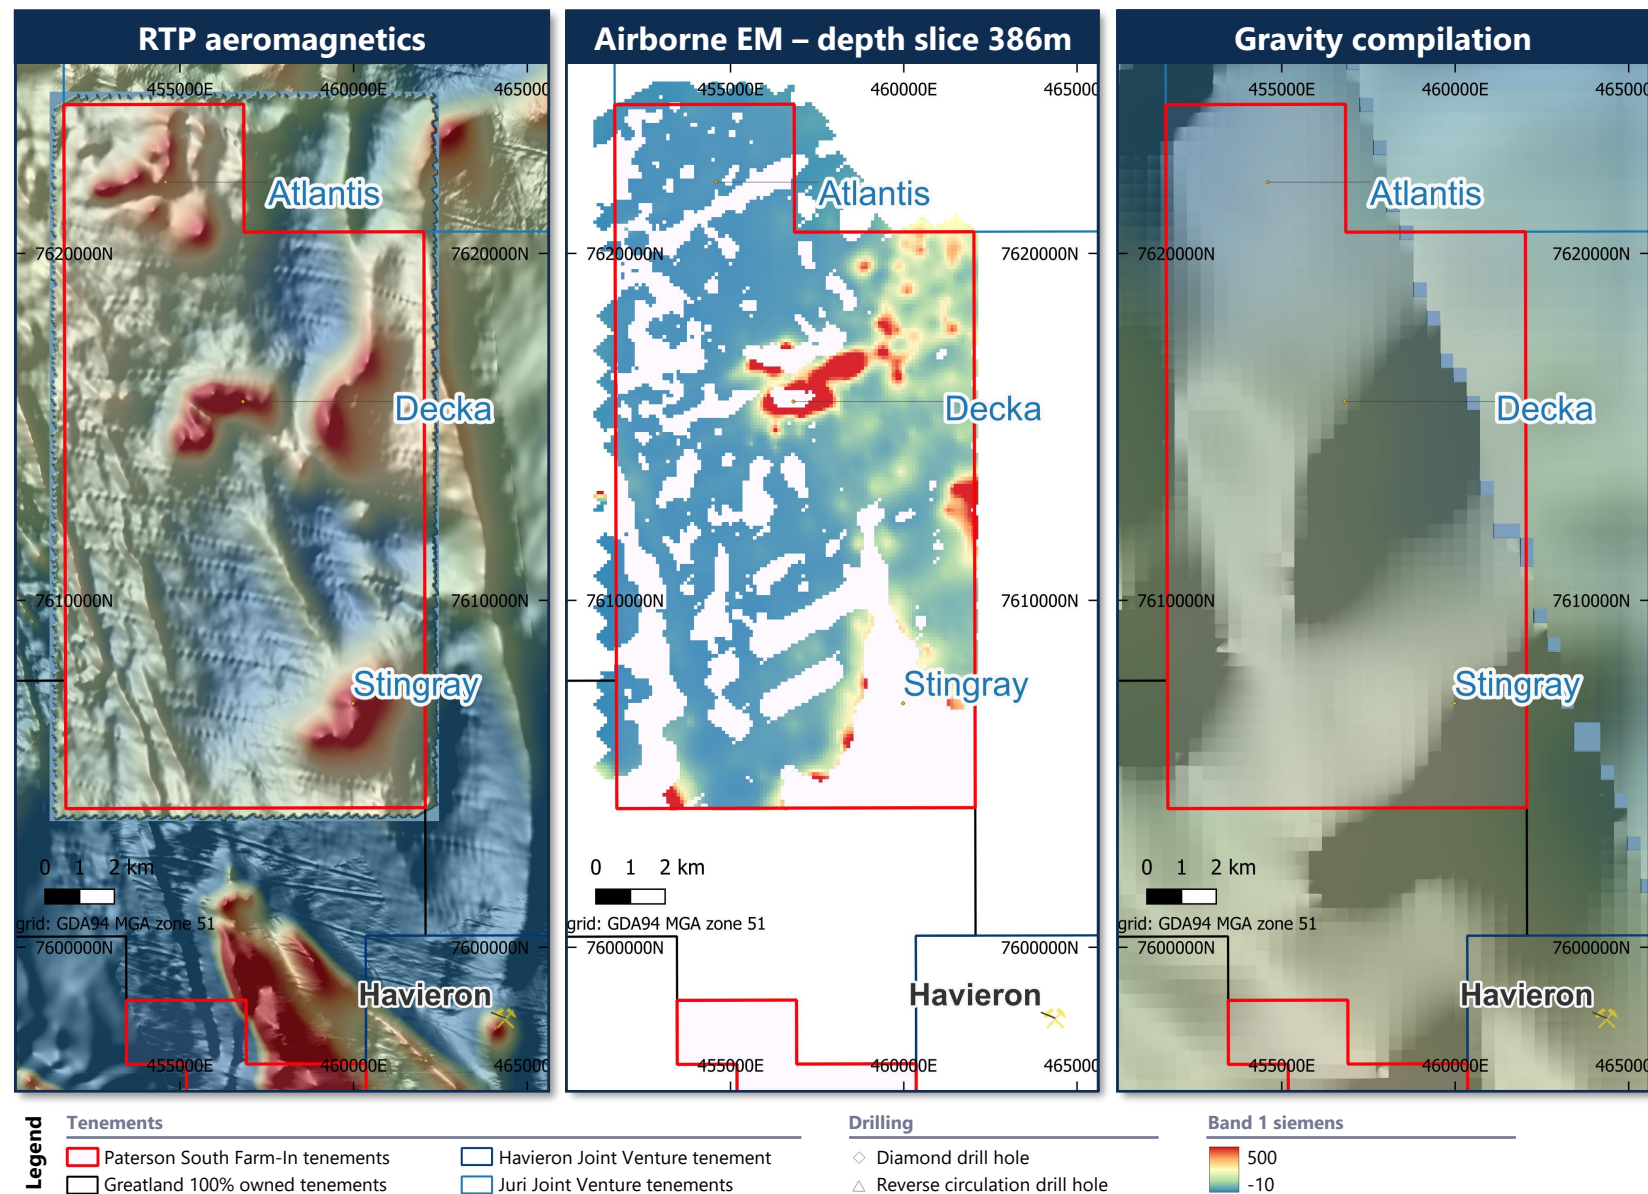 RTP aeromagnetics
455000E 460000E 46500
Atlantis
7620000N 7620000N
Decka
7610000N 7610000N
Stingray
0 1 2 km
grid: GDA94 MGA zone 51
7600000N 7600000N
Havieron
455000E 460000E 465000
Airborne EM – depth slice 386m
455000E 460000E 465000
Atlantis
7620000N 7620000N
Decka
7610000N 7610000N
Stingray
0 1 2 km
grid: GDA94 MGA zone 51
7600000N 7600000N
Havieron
455000E 460000E 465000
Gravity compilation
455000E 460000E 465000
Atlantis
7620000N 7620000N
Decka
7610000N 7610000N
Stingray
0 1 2 km
grid: GDA94 MGA zone 51
7600000N 7600000N
Havieron
455000E 460000E 465000
Legend
Tenements
Paterson South Farm-In tenements
Greatland 100% owned tenements
Havieron Joint Venture tenement
Juri Joint Venture tenements
Drilling
Diamond drill hole
Reverse circulation drill hole
Band 1 siemens
500
-10